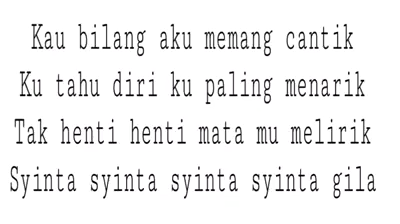 Kau bilang aku memang cantik
Ku tahu diri ku paling menarik
Tak henti henti mata mu melirik
Syinta syinta syinta syinta gila